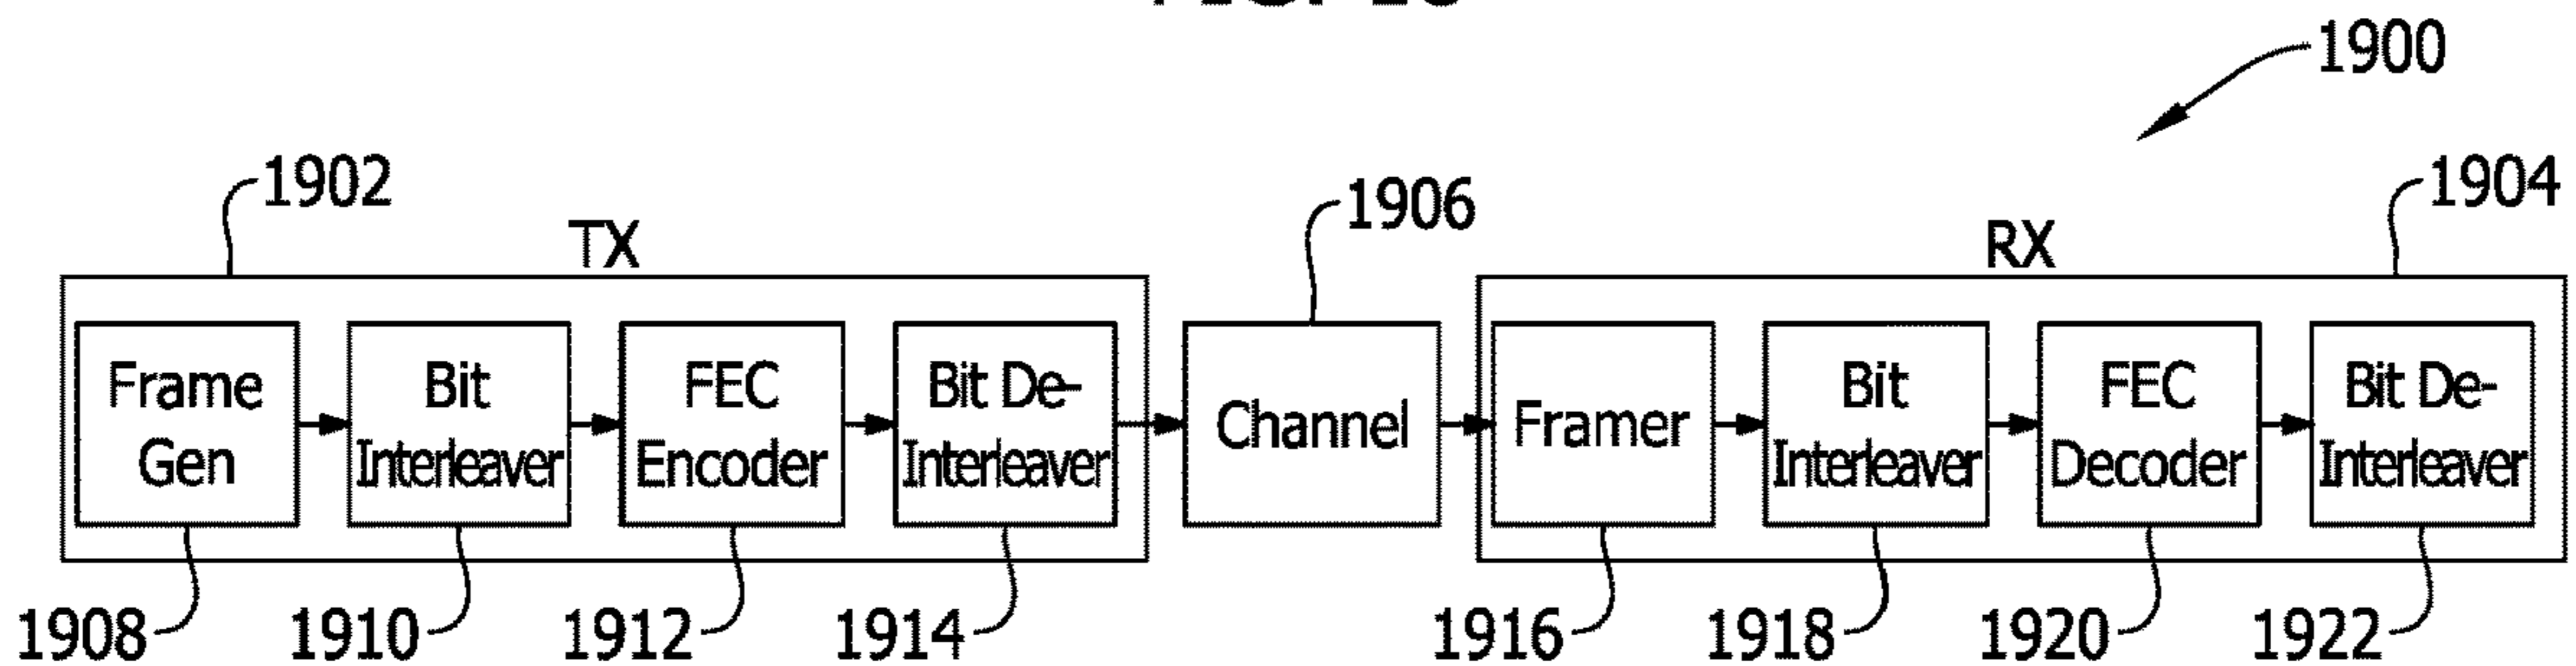 1900
1902
1906
1904
TX
RX
Frame
Gen
Bit
Interleaver
FEC
Encoder
Bit De-
Interleaver
Channel
Framer
Bit
Interleaver
FEC
Decoder
Bit De-
Interleaver
1908
1910
1912
1914
1916
1918
1920
1922